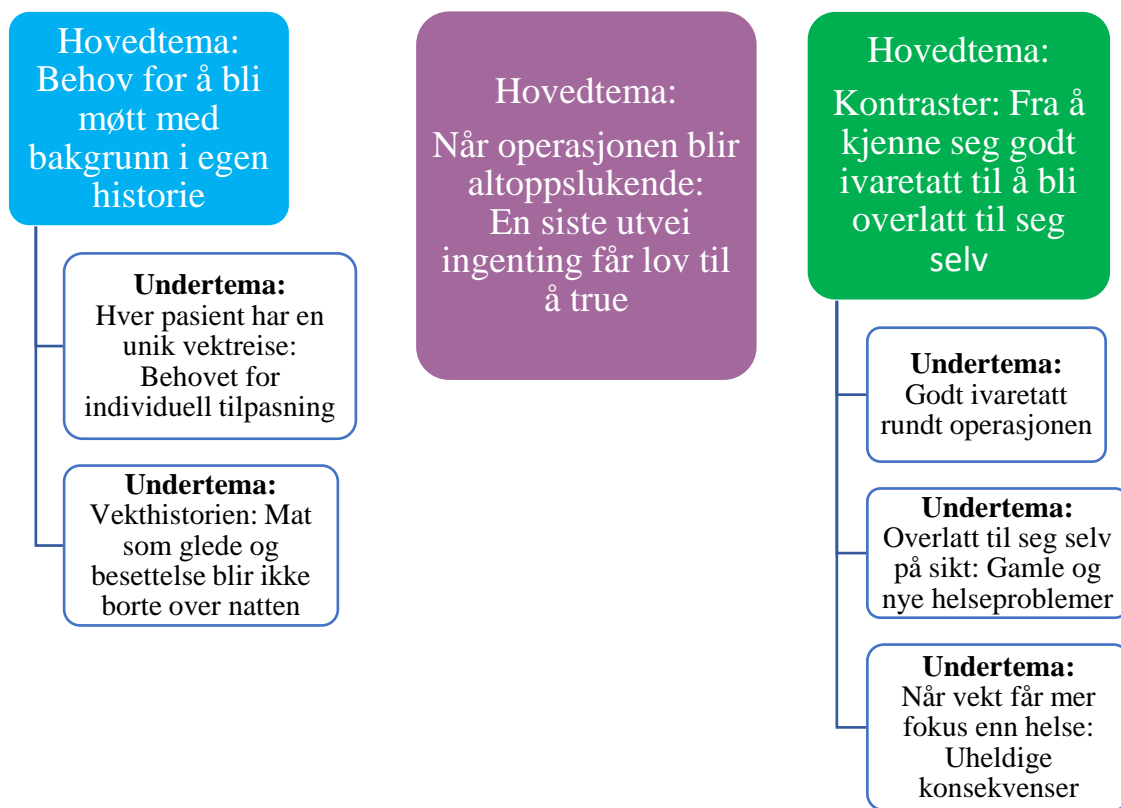 Hovedtema:
Behov for å bli
møtt med
bakgrunn i egen
historie
Undertema:
Hver pasient har en
unik vektreise:
Behovet for
individuell tilpasning
Undertema:
Vekthistorien: Mat
som glede og
besettelse blir ikke
borte over natten
Hovedtema:
Når operasjonen blir
altoppslukende:
En siste utvei
ingenting får lov til
å true
Hovedtema:
Kontraster: Fra å
kjenne seg godt
ivaretatt til å bli
overlatt til seg
selv
Undertema:
Godt ivaretatt
rundt operasjonen
Undertema:
Overlatt til seg selv
på sikt: Gamle og
nye helseproblemer
Undertema:
Når vekt får mer
fokus enn helse:
Uheldige
konsekvenser